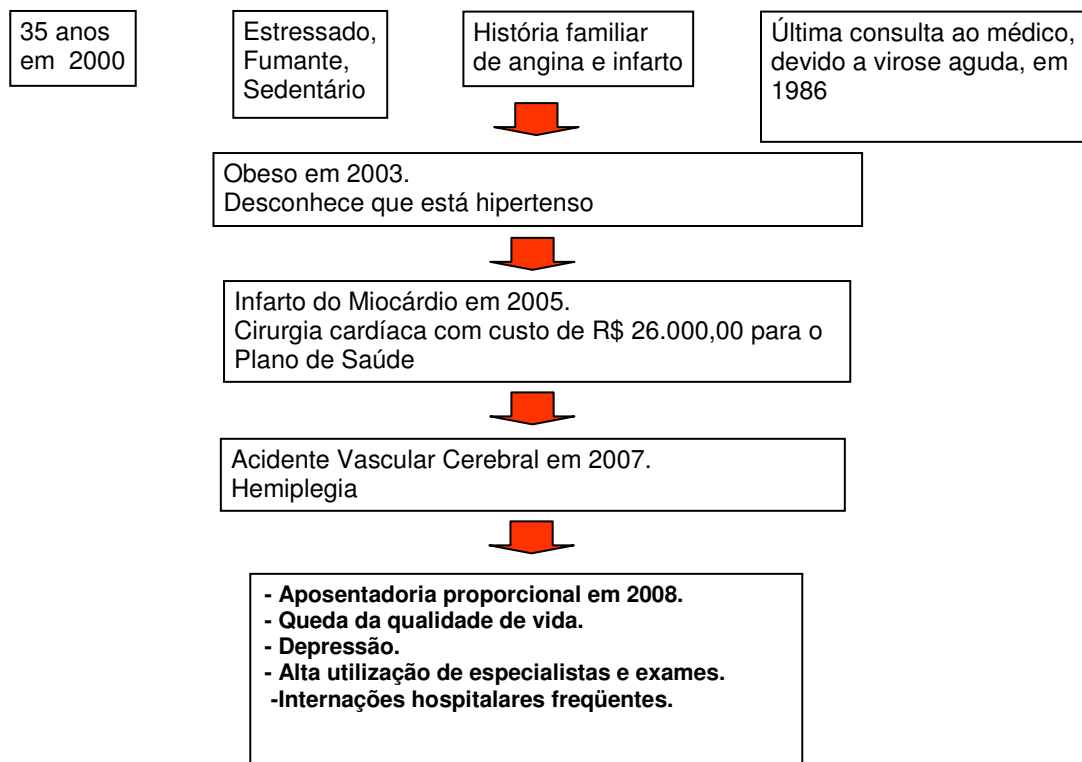 35 anos
em 2000
Estressado,
Fumante,
Sedentário
História familiar
de angina e infarto
Última consulta ao médico,
devido a virose aguda, em
1986
Obeso em 2003.
Desconhece que está hipertenso
Infarto do Miocárdio em 2005.
Cirurgia cardíaca com custo de R$ 26.000,00 para o
Plano de Saúde
Acidente Vascular Cerebral em 2007.
Hemiplegia
- Aposentadoria proporcional em 2008.
- Queda da qualidade de vida.
- Depressão.
- Alta utilização de especialistas e exames.
-Internações hospitalares freqüentes.